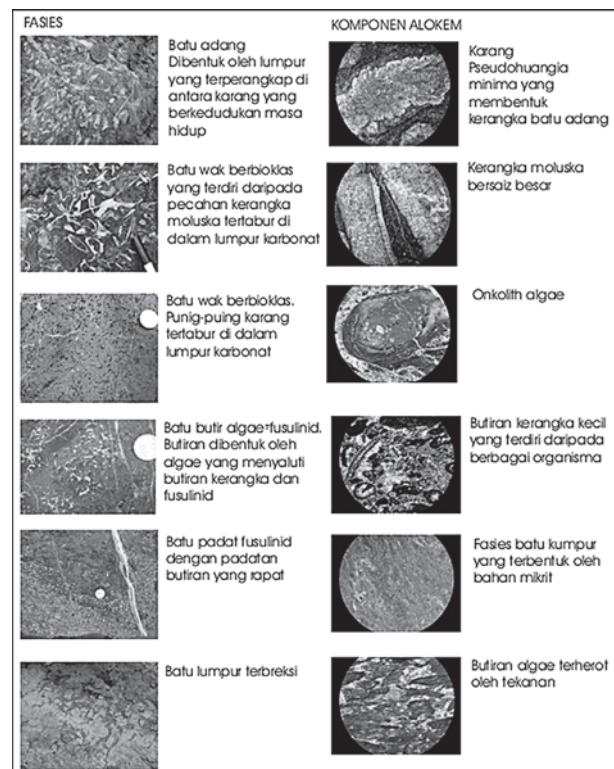 FASIES
Batu adang
Dibentuk oleh lumpur
yang terperangkap di
antara karang yang
berkedudukan masa
hidup
Batu wak berbioklas
yang terdiri daripada
pecahan kerangka
moluska tertabur di
dalam lumpur karbonat
Batu wak berbioklas.
Punig-puing karang
tertabur di dalam
lumpur karbonat
Batu butir algae-fusulinid.
Butiran dibentuk oleh
algae yang menyaluti
butiran kerangka dan
fusulinid
Batu padat fusulinid
dengan padatan
butiran yang rapat
Batu lumpur terbreksi
KOMPONEN ALOKEM
Karang
Pseudohuangia
minima yang
membentuk
kerangka batu adang
Kerangka moluska
bersaiz besar
Onkolith algae
Butiran kerangka kecil
yang terdiri daripada
berbagai organisma
Fasies batu kumpur
yang terbentuk oleh
bahan mikrit
Butiran algae terherot
oleh tekanan